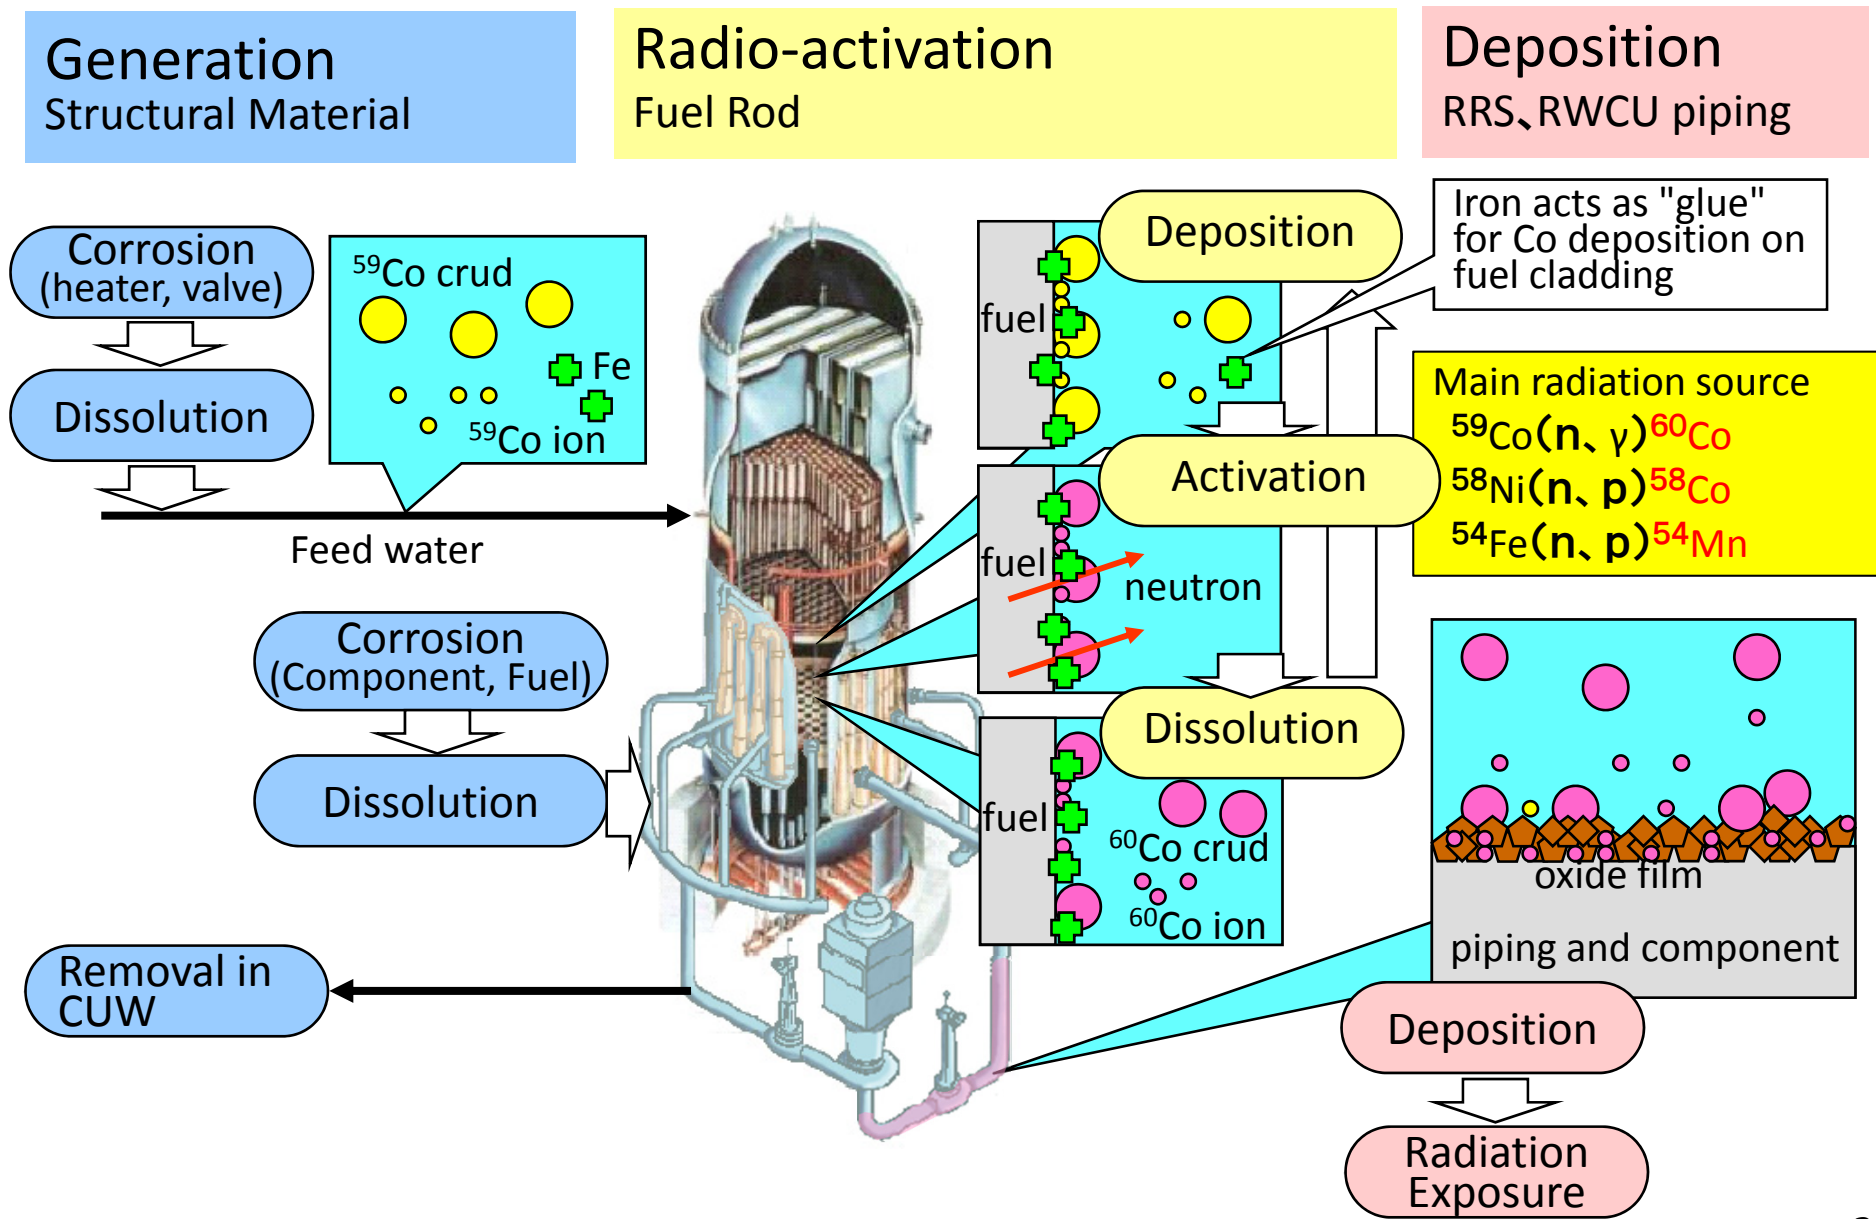 Generation
Structural Material
Radio-activation
Fuel Rod
Deposition
RRS、RWCU piping
Corrosion
(heater, valve)
Dissolution
⁵⁹Co crud
Fe
⁵⁹Co ion
Feed water
Corrosion
(Component, Fuel)
Dissolution
Removal in
CUW
Deposition
fuel
Iron acts as "glue"
for Co deposition on
fuel cladding
Activation
fuel
neutron
Dissolution
fuel
⁶⁰Co crud
⁶⁰Co ion
Main radiation source
⁵⁹Co(n、γ)⁶⁰Co
⁵⁸Ni(n、p)⁵⁸Co
⁵⁴Fe(n、p)⁵⁴Mn
oxide film
piping and component
Deposition
Radiation
Exposure